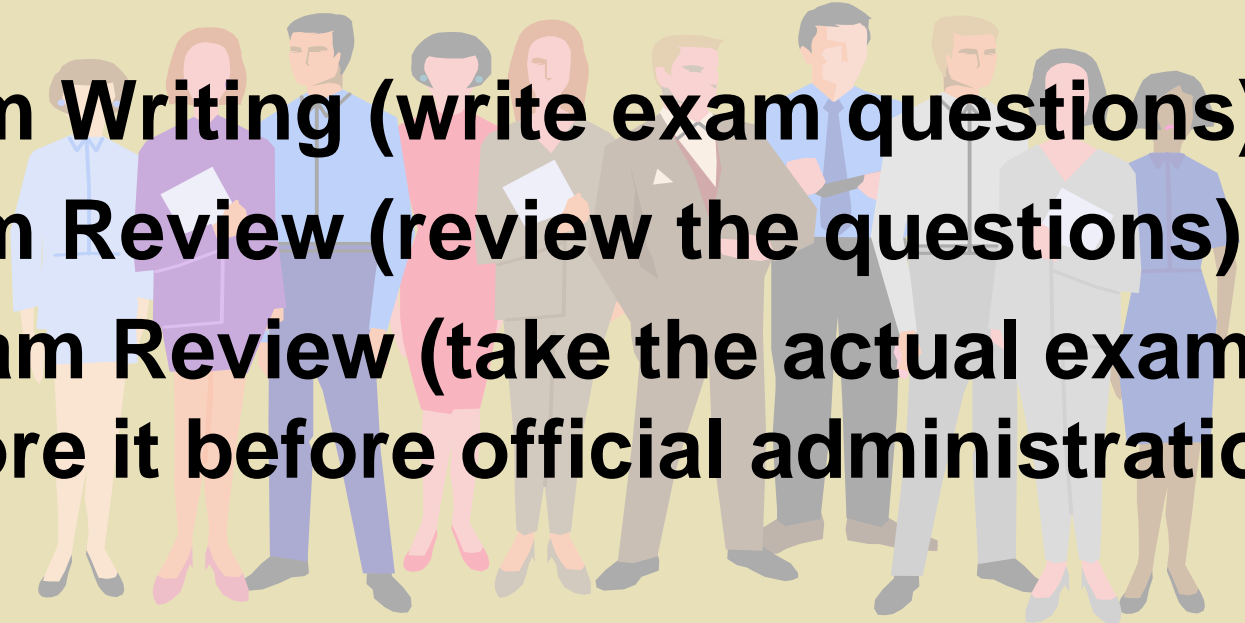 m Writing (write exam questions)
m Review (review the questions)
am Review (take the actual exam
ore it before official administratio